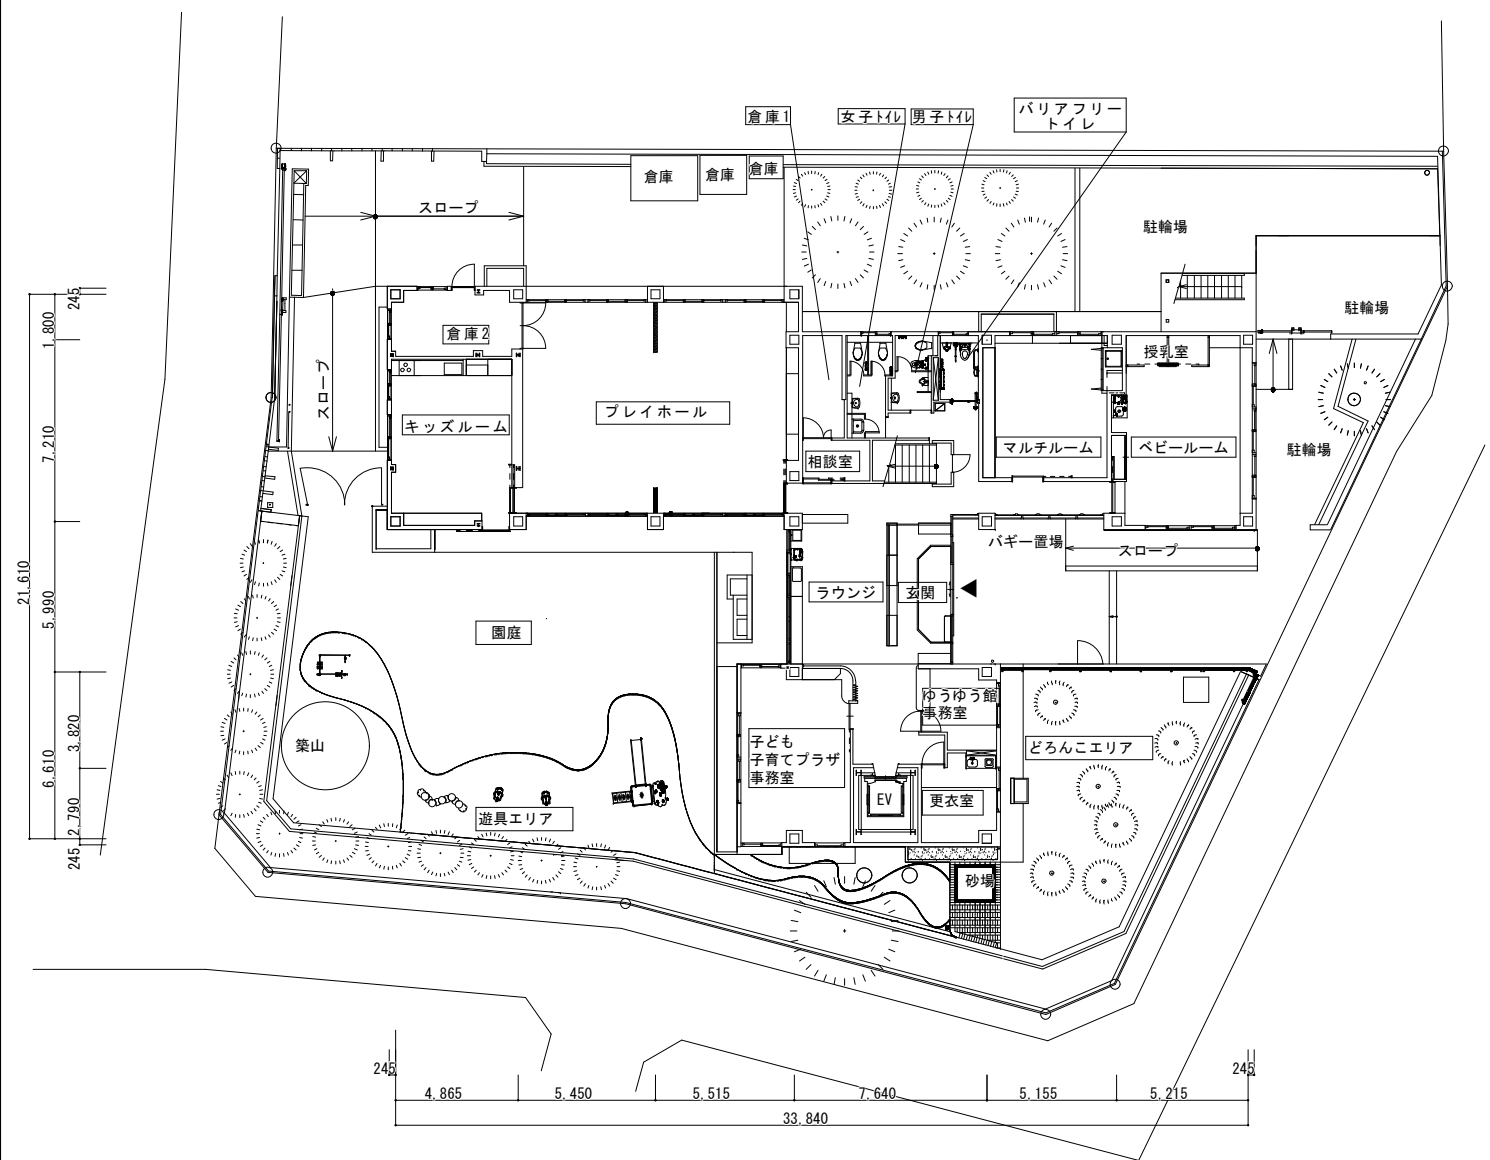 バリアフリー
トイレ
倉庫1
女子ﾄｲﾚ
男子ﾄｲﾚ
倉庫
倉庫
倉庫
スロープ
駐輪場
駐輪場
駐輪場
スロープ
倉庫2
キッズルーム
プレイホール
相談室
マルチルーム
授乳室
ベビールーム
バギー置場
スロープ
ラウンジ
玄関
園庭
築山
遊具エリア
子ども
子育てプラザ
事務室
ゆうゆう館
事務室
EV
更衣室
どろんこエリア
砂場
245
1,800
7,210
21,610
5,990
3,820
6,610
2,790
245
245
245
4.865
5.450
5.515
7.640
5.155
5.215
33.840